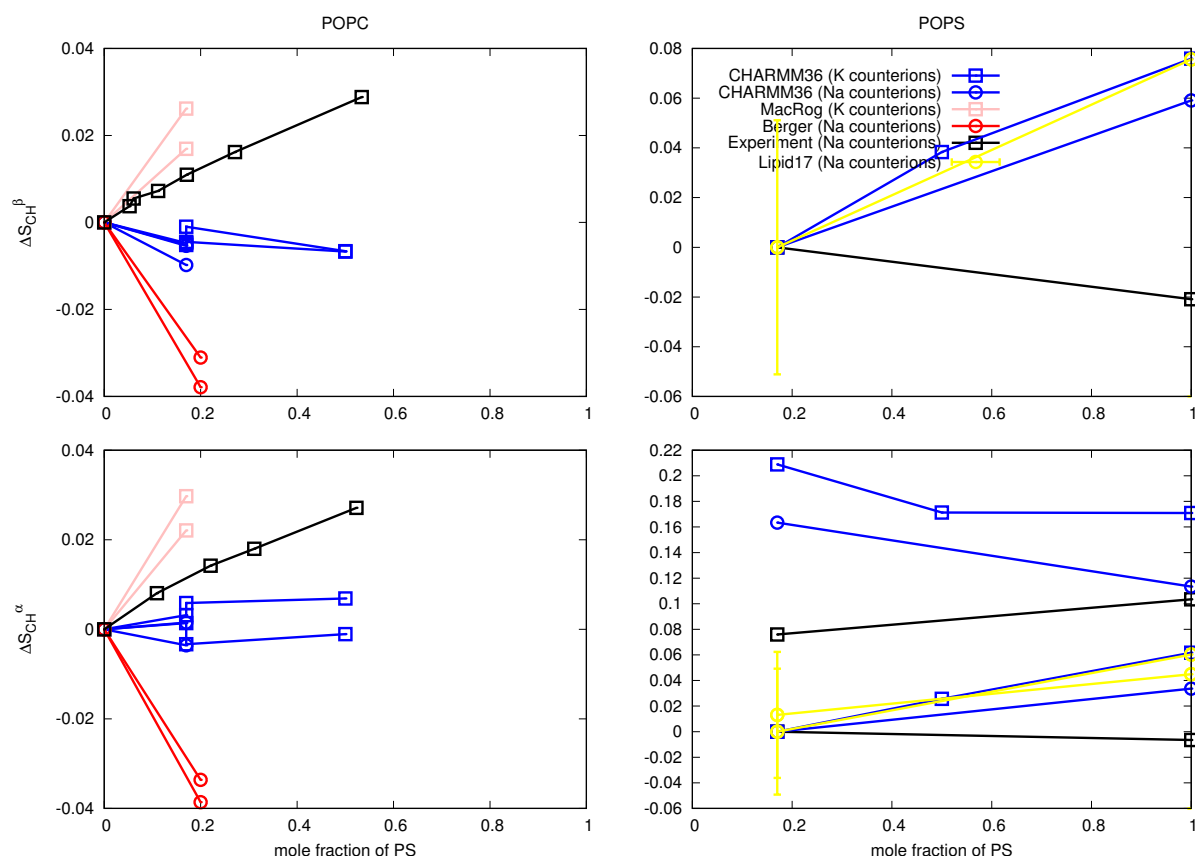 POPC
POPS
0.04
0.02
0
-0.02
-0.04
ΔS_CH^β
0 0.2 0.4 0.6 0.8 1
0.08
0.06
0.04
0.02
0
-0.02
-0.04
-0.06
CHARMM36 (K counterions)
CHARMM36 (Na counterions)
MacRog (K counterions)
Berger (Na counterions)
Experiment (Na counterions)
Lipid17 (Na counterions)
0 0.2 0.4 0.6 0.8 1
0.04
0.02
0
-0.02
-0.04
ΔS_CH^α
0 0.2 0.4 0.6 0.8 1
mole fraction of PS
0.22
0.2
0.18
0.16
0.14
0.12
0.1
0.08
0.06
0.04
0.02
0
-0.02
-0.04
-0.06
0 0.2 0.4 0.6 0.8 1
mole fraction of PS